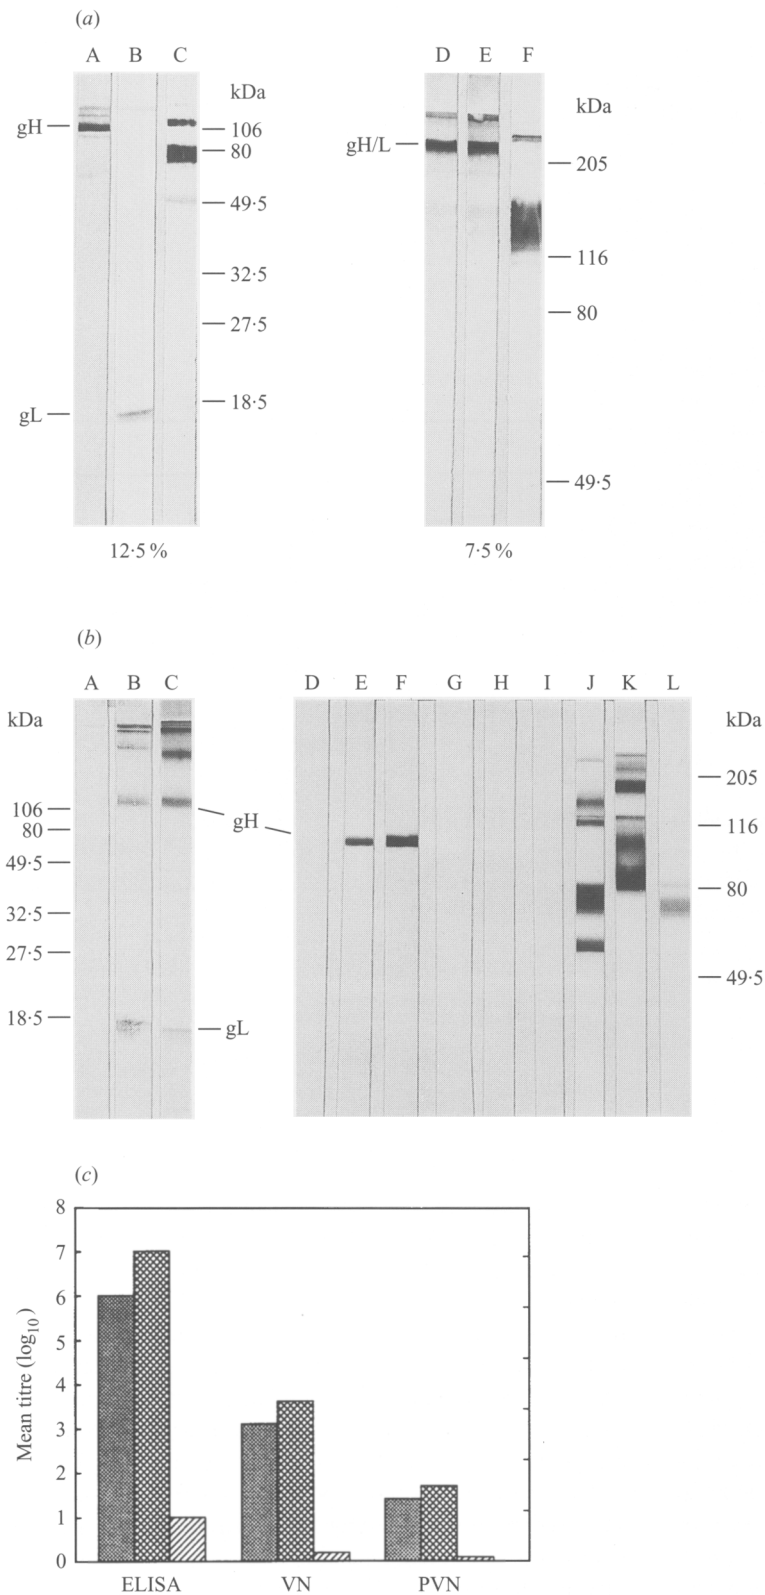 (a)
A B C
kDa
gH
106
80
49·5
32·5
27·5
18·5
gL
12·5 %
D E F
kDa
gH/L
205
116
80
49·5
7·5 %
(b)
A B C
kDa
106
80
49·5
32·5
27·5
18·5
gH
gL
D E F G H I J K L
kDa
205
116
80
49·5
(c)
Mean titre (log10)
8
7
6
5
4
3
2
1
0
ELISA VN PVN